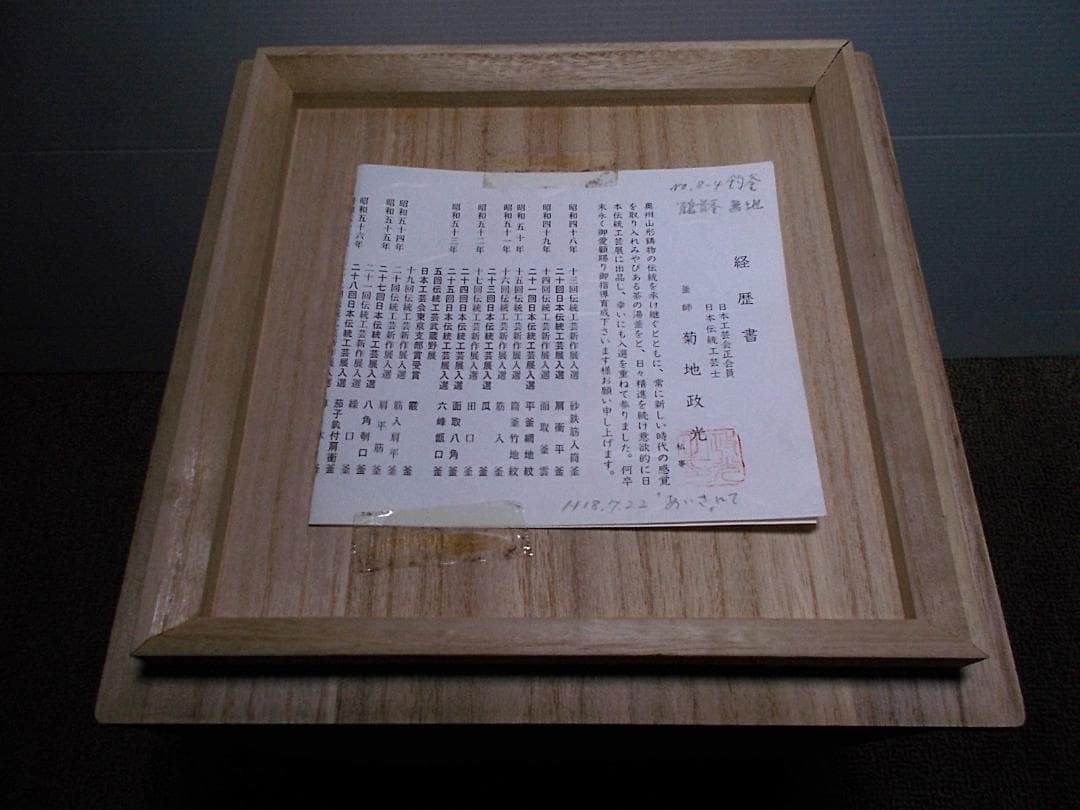 No.8-4 釣釜
無地
経歴書
日本工芸会正会員
日本伝統工芸士
釜師 菊地政光
奥州山形鋳物の伝統を承け継ぐとともに、常に新しい時代の感覚
を取り入れみやびある茶の湯釜をと、日々精進を続け意欲的に日
本伝統工芸展に出品し、幸いにも入選を重ねて参りました。何卒
末永く御愛顧賜り御指導育成下さいます様お願い申し上げます。
昭和四十八年 十三回伝統工芸新作展入選 砂鉄筋入筒釜
二十回日本伝統工芸展入選 肩衝平釜
昭和四十九年 十四回伝統工芸新作展入選 面取釜雲
二十一回日本伝統工芸展入選 平釜網地紋
昭和五十年 十五回伝統工芸新作展入選 筒釜竹地紋
昭和五十一年 十六回伝統工芸新作展入選 筋入釜
二十三回日本伝統工芸展入選 瓜釜
昭和五十二年 十七回伝統工芸新作展入選 田口釜
二十四回日本伝統工芸展入選 面取八角釜
昭和五十三年 二十五回日本伝統工芸展入選 六峰甑口釜
五回伝統工芸武蔵野展
日本工芸会東京支部賞受賞
十九回伝統工芸新作展入選 釜
昭和五十四年 二十回伝統工芸新作展入選 筋入肩平釜
昭和五十五年 二十七回日本伝統工芸展入選 肩平筋釜
二十一回伝統工芸新作展入選 八角朝口釜
昭和五十六年 二十八回日本伝統工芸展入選 繰口釜
茄子鐶付肩衝釜
H18.7.22 "あいさ"にて